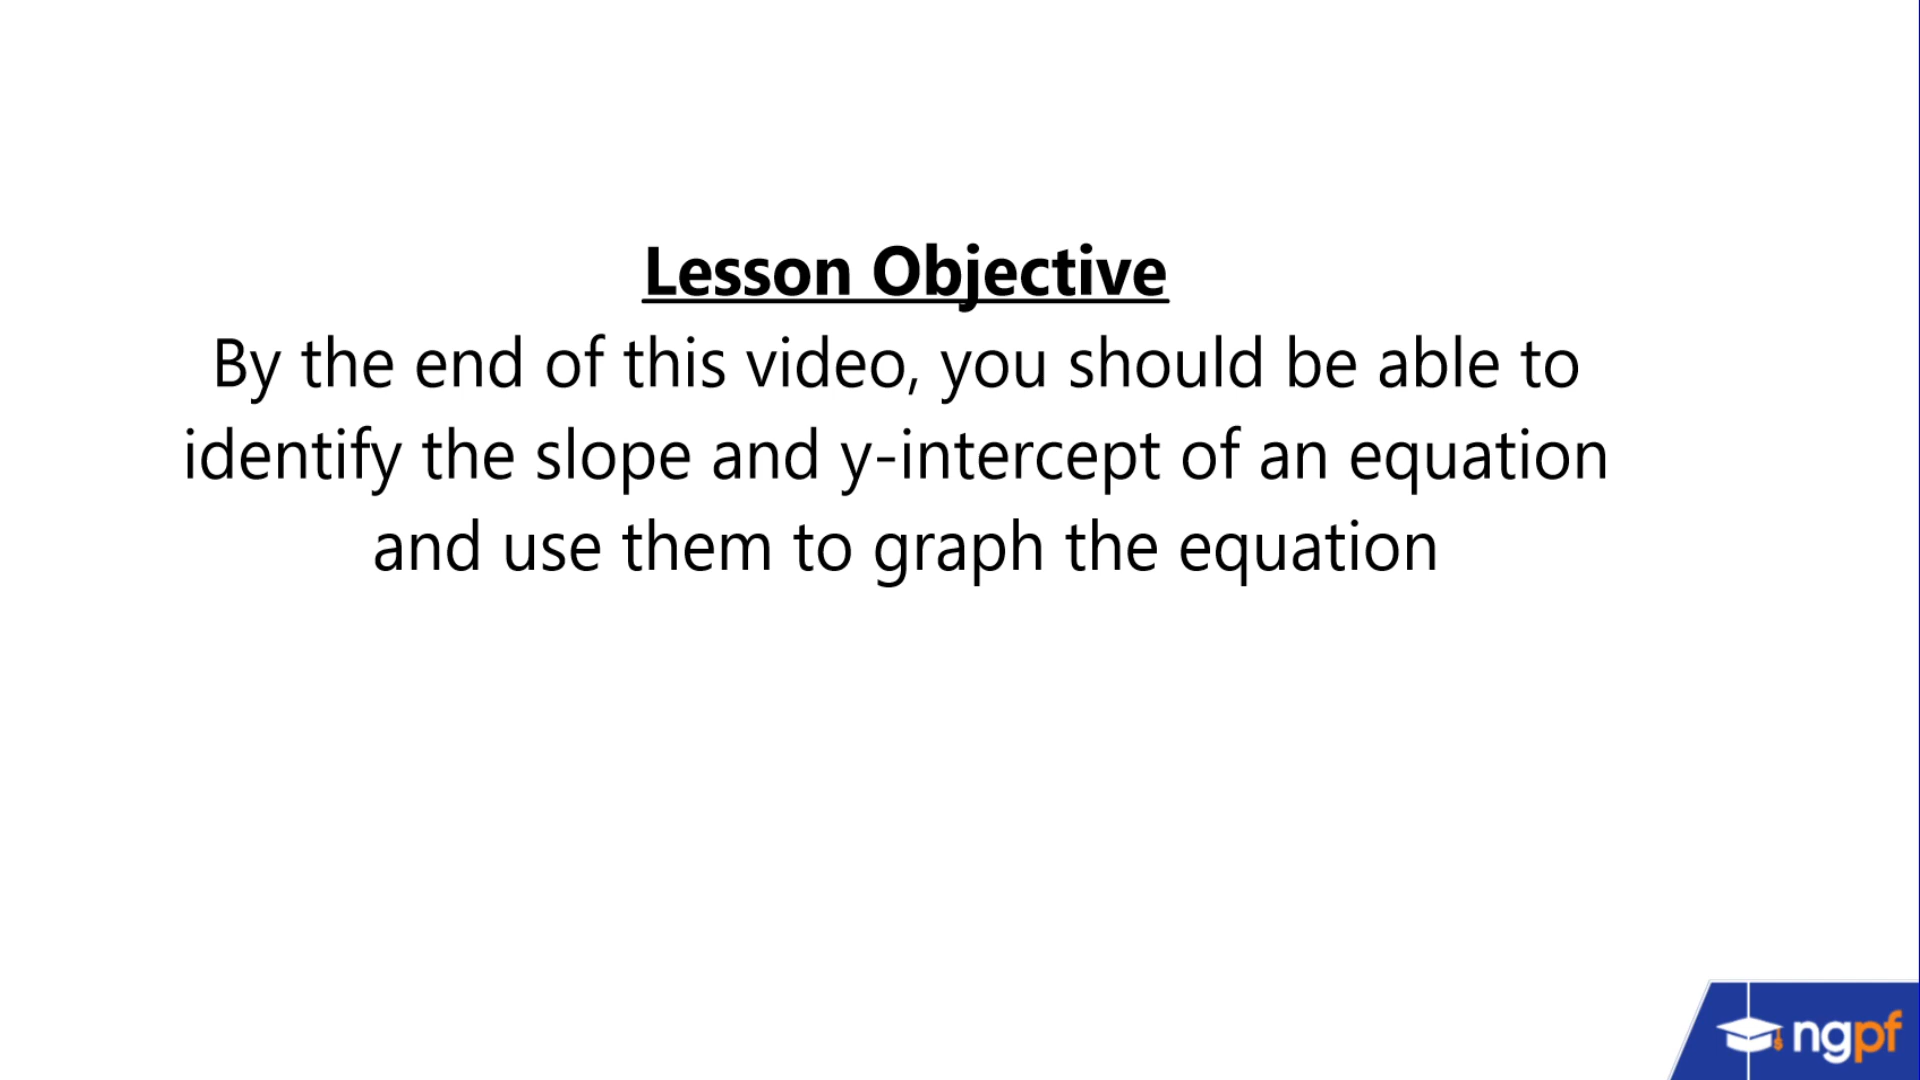 Lesson Objective
By the end of this video, you should be able to
identify the slope and y-intercept of an equation
and use them to graph the equation
ngpf